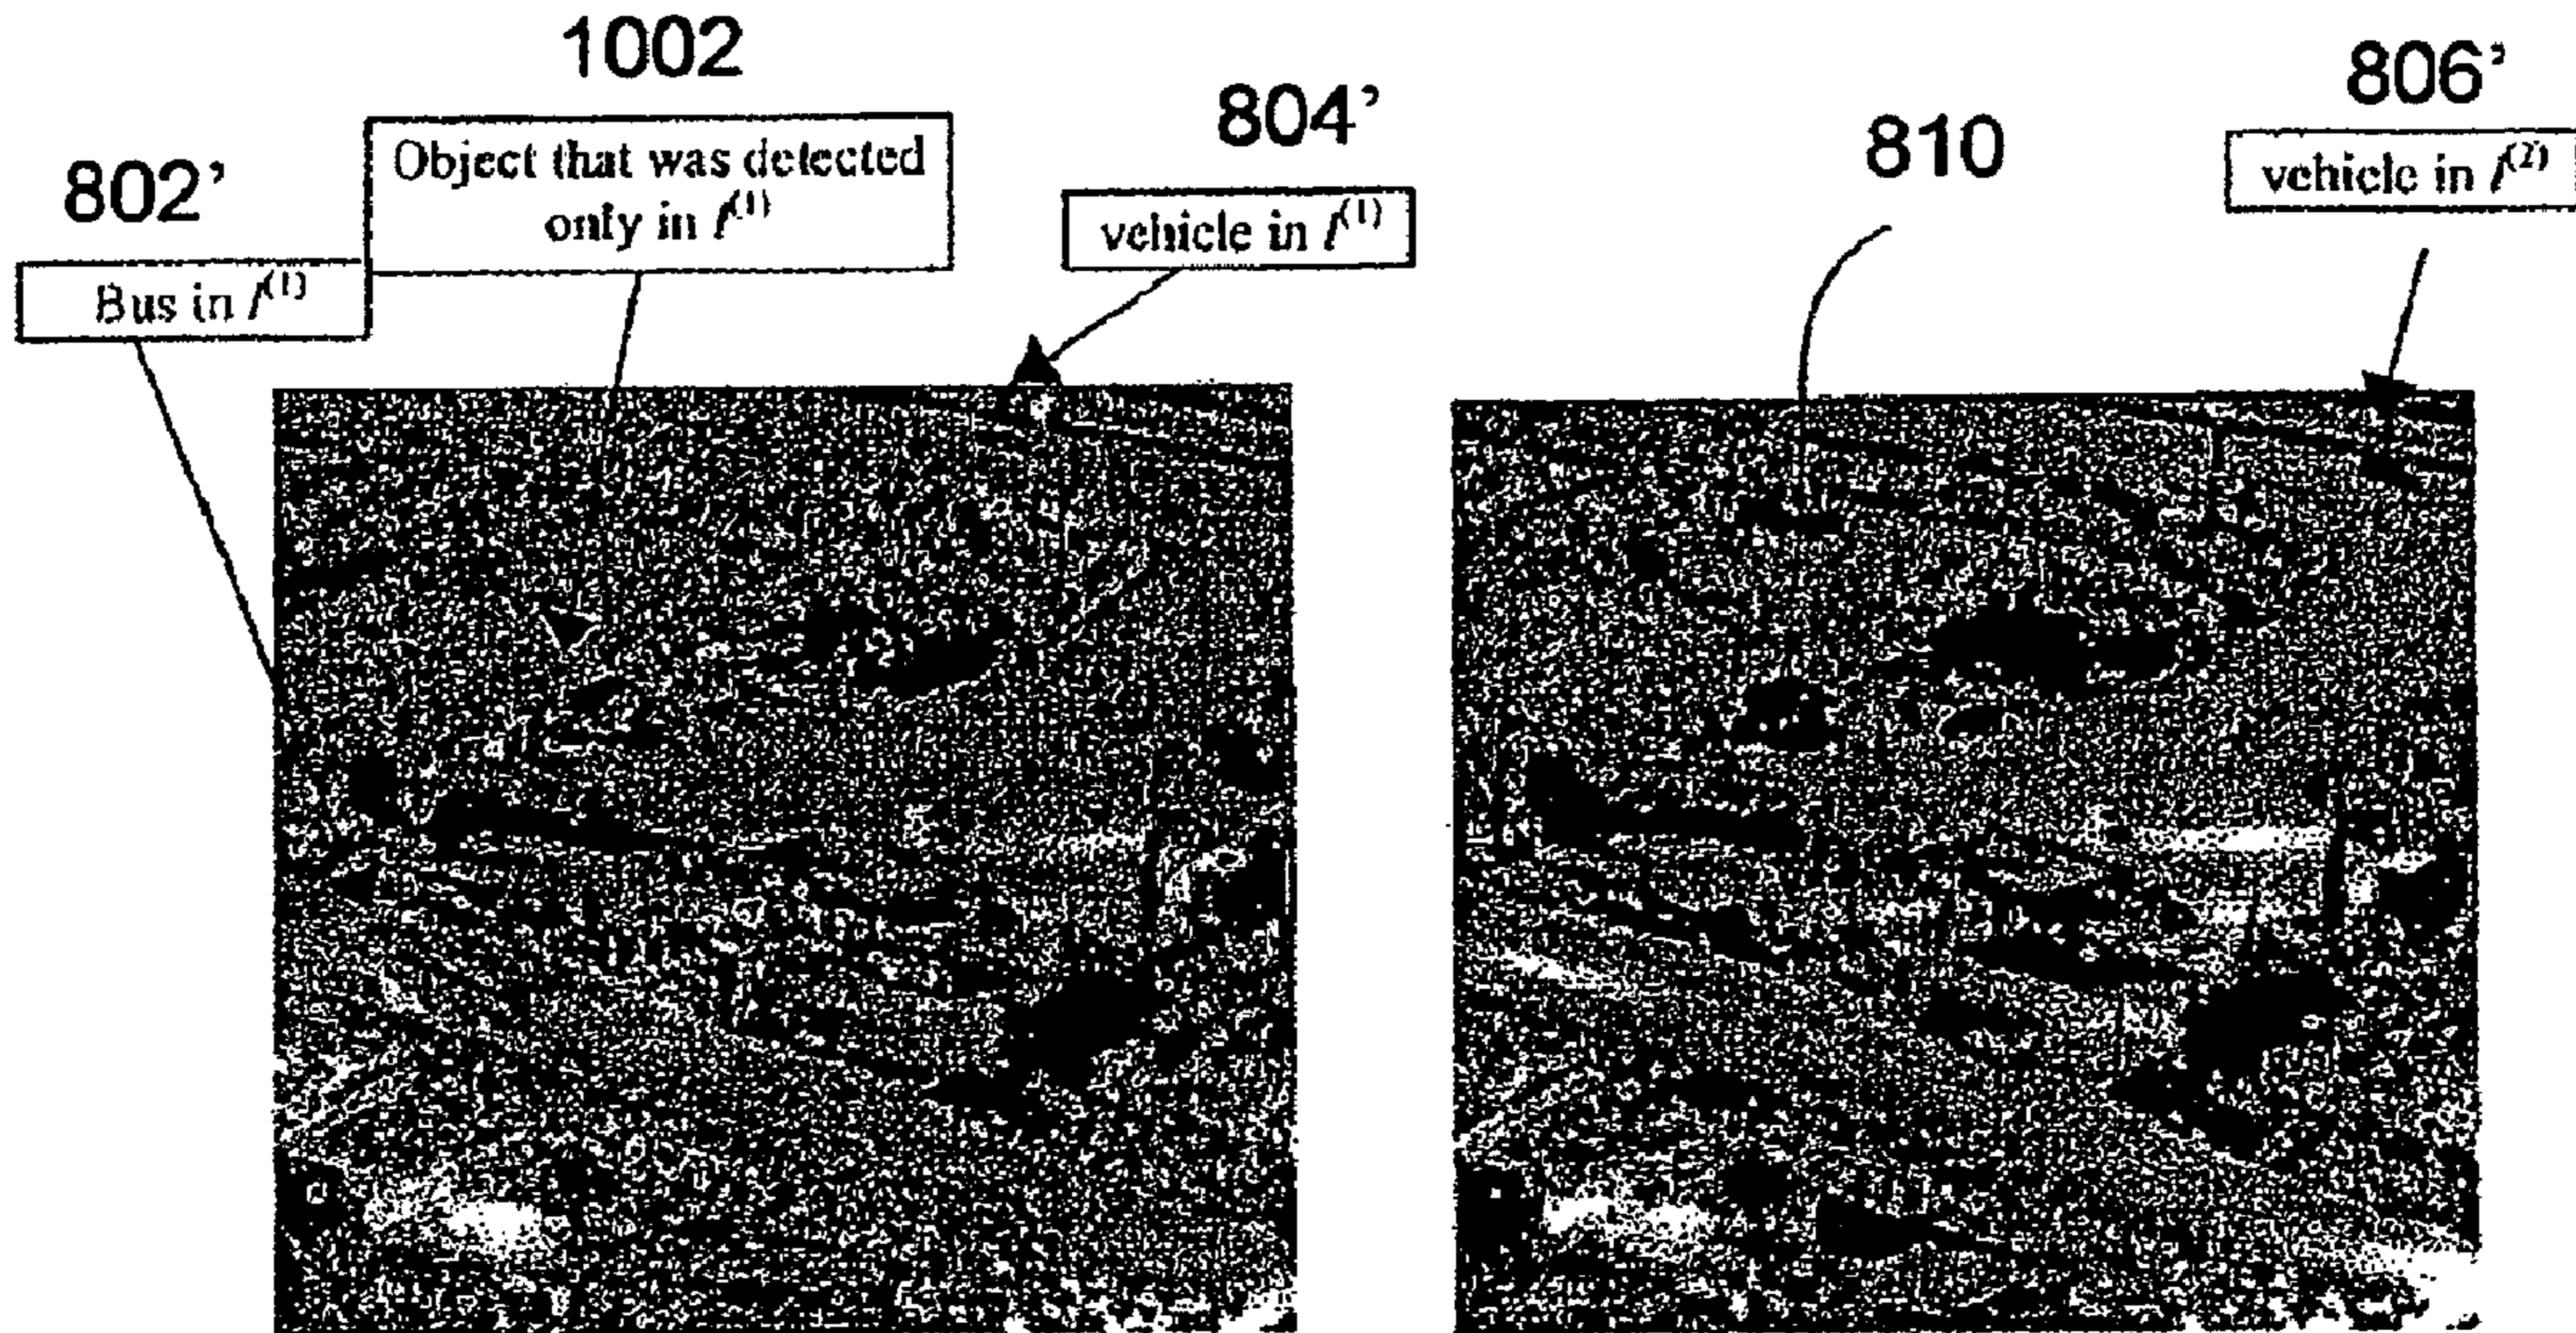 1002
Object that was detected
only in I⁽¹⁾
802’
Bus in I⁽¹⁾
804’
vehicle in I⁽¹⁾
810
806’
vehicle in I⁽²⁾